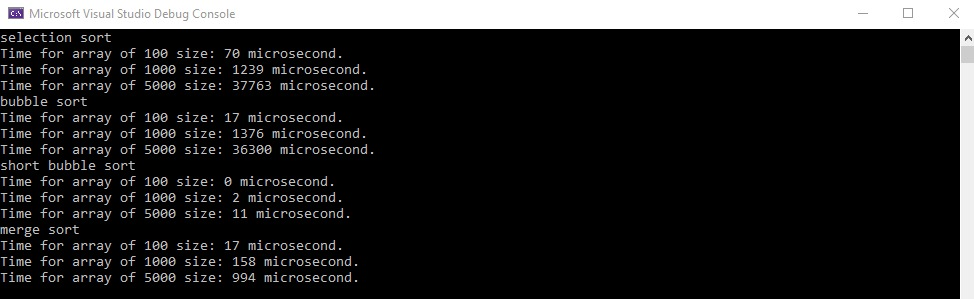 Microsoft Visual Studio Debug Console
selection sort
Time for array of 100 size: 70 microsecond.
Time for array of 1000 size: 1239 microsecond.
Time for array of 5000 size: 37763 microsecond.
bubble sort
Time for array of 100 size: 17 microsecond.
Time for array of 1000 size: 1376 microsecond.
Time for array of 5000 size: 36300 microsecond.
short bubble sort
Time for array of 100 size: 0 microsecond.
Time for array of 1000 size: 2 microsecond.
Time for array of 5000 size: 11 microsecond.
merge sort
Time for array of 100 size: 17 microsecond.
Time for array of 1000 size: 158 microsecond.
Time for array of 5000 size: 994 microsecond.